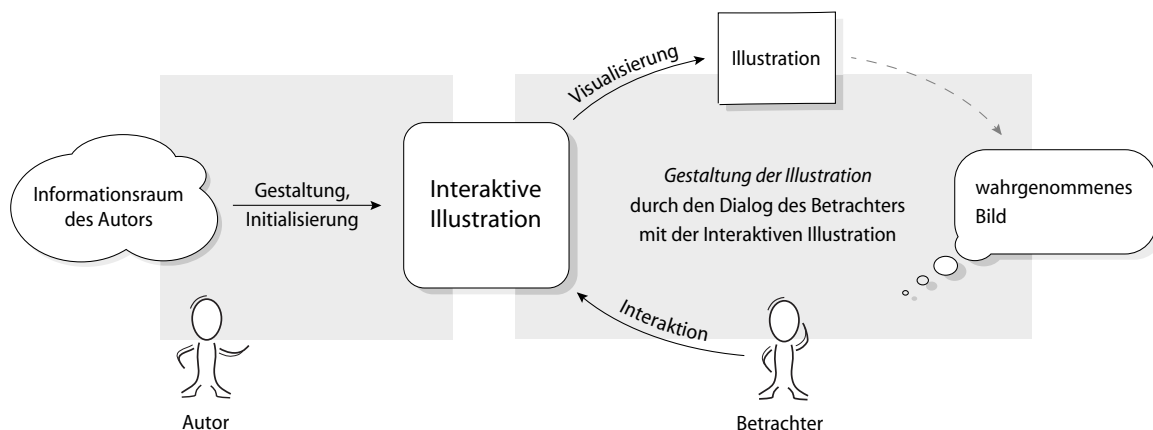 Informationsraum
des Autors
Gestaltung,
Initialisierung
Interaktive
Illustration
Visualisierung
Illustration
Gestaltung der Illustration
durch den Dialog des Betrachters
mit der Interaktiven Illustration
wahrgenommenes
Bild
Interaktion
Autor
Betrachter